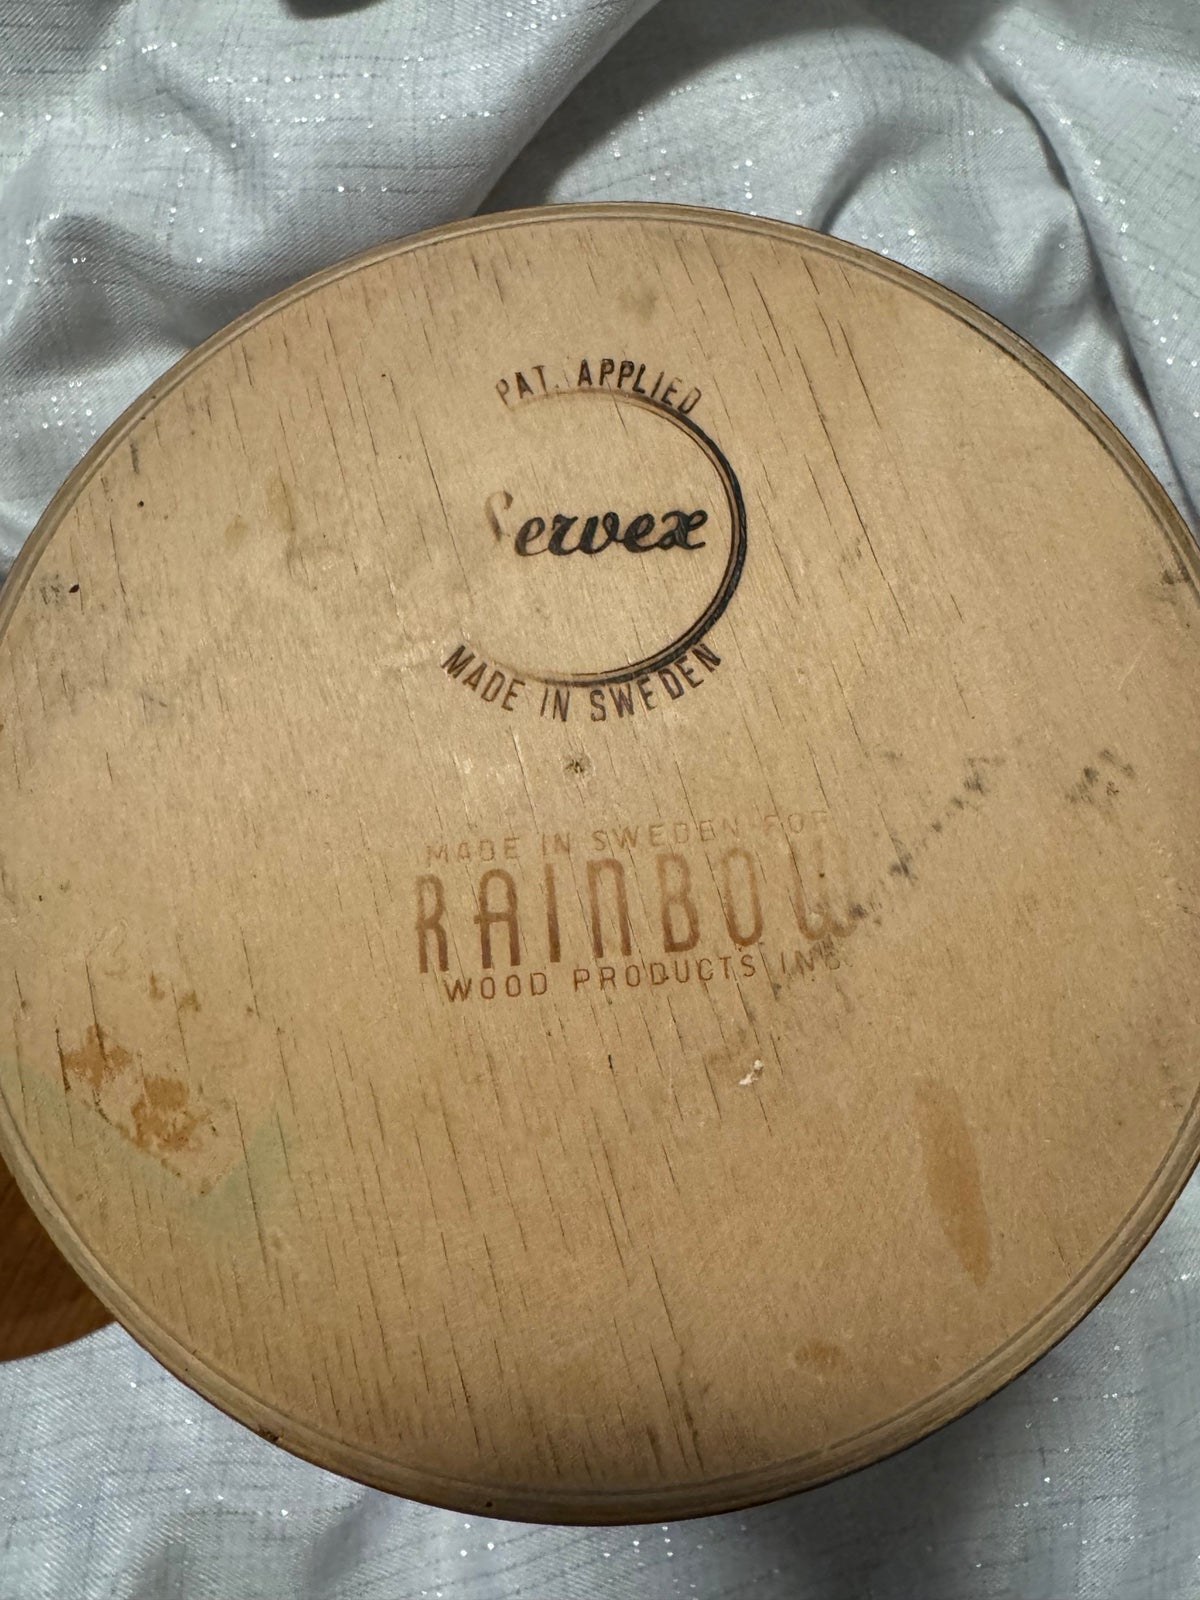 PAT. APPLIED
Servex
MADE IN SWEDEN
MADE IN SWEDEN FOR
RAINBOW
WOOD PRODUCTS INC.